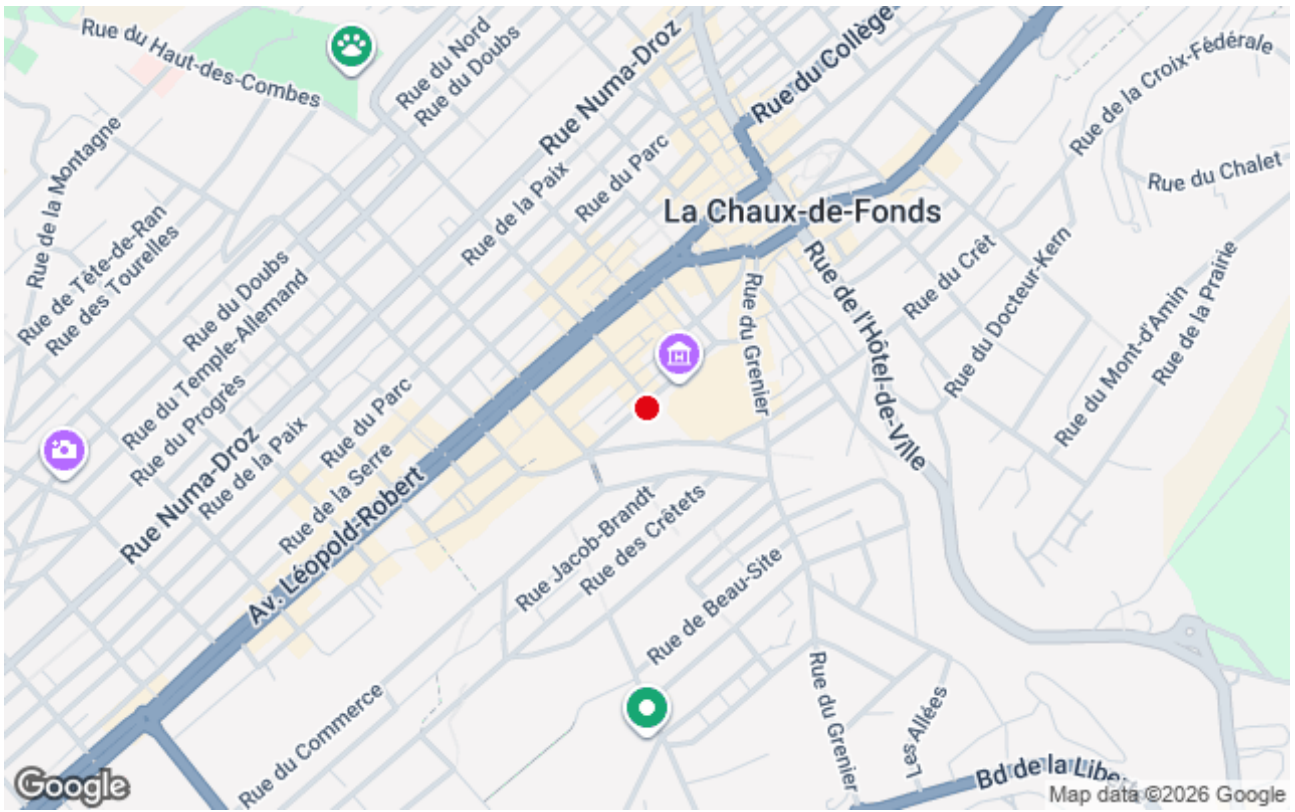 Rue du Haut-des-Combes
Rue du Nord
Rue du Doubs
Rue Numa-Droz
Rue du Collège
Rue de la Croix-Fédérale
Rue de la Montagne
Rue du Parc
Rue de la Paix
Rue du Chalet
La Chaux-de-Fonds
Rue de Tête-de-Ran
Rue des Tourelles
Rue du Doubs
Rue du Temple-Allemand
Rue du Progrès
Rue du Crêt
Rue du Docteur-Kern
Rue de l'Hôtel-de-Ville
Rue du Grenier
Rue du Mont-d'Amin
Rue de la Prairie
Rue du Parc
Rue de la Paix
Rue Numa-Droz
Rue de la Serre
Av. Léopold-Robert
Rue Jacob-Brandt
Rue des Crêtets
Rue de Beau-Site
Rue du Commerce
Rue du Grenier
Les Allées
Bd de la Liber
Google
Map data ©2026 Google